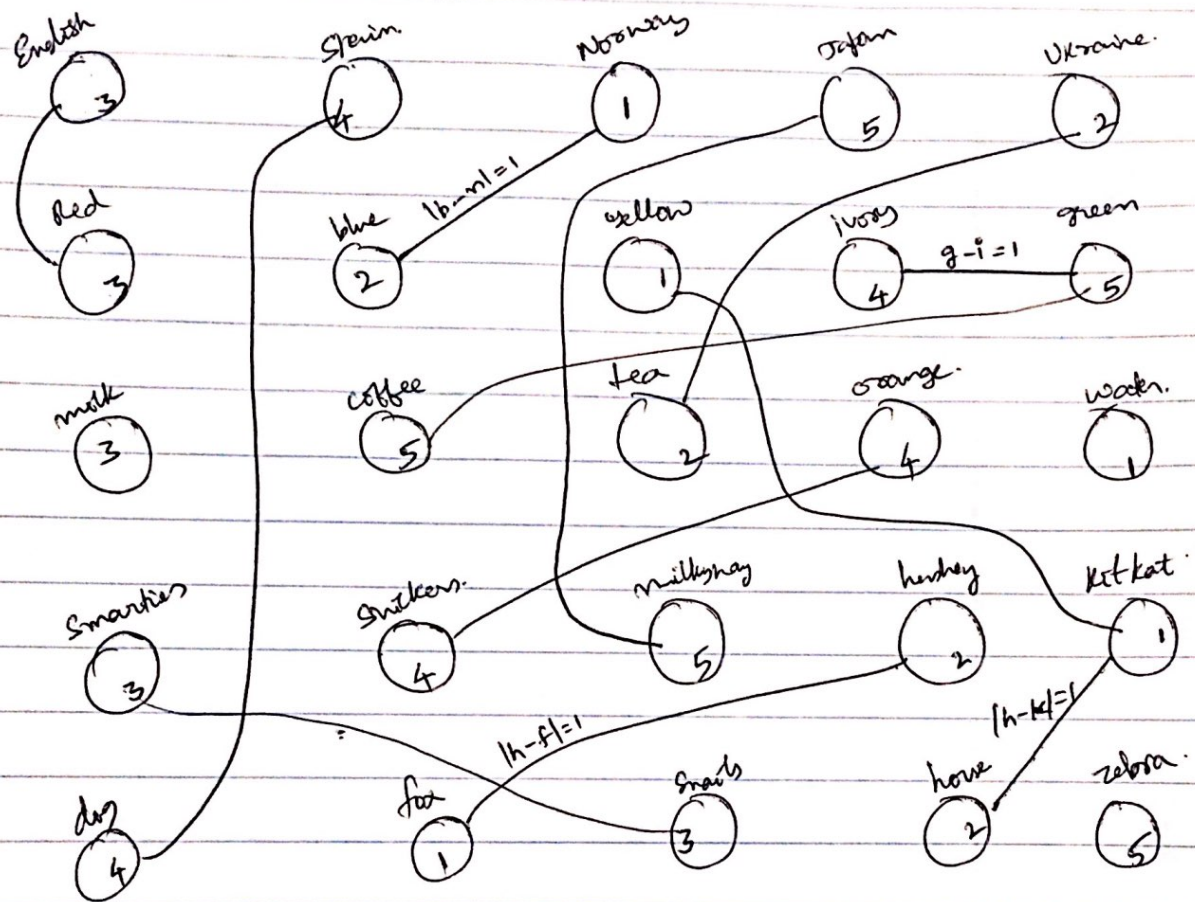 English Spain Norway Japan Ukraine.
3 4 1 5 2
|b-n|=1
Red blue yellow ivory green
g-i=1
3 2 1 4 5
milk coffee tea orange. water.
3 5 2 4 1
Smarties Snikers. milkyway hershey kitkat
3 4 5 2 1
|h-f|=1 |h-k|=1
dog fox Snails horse zebra.
4 1 3 2 5